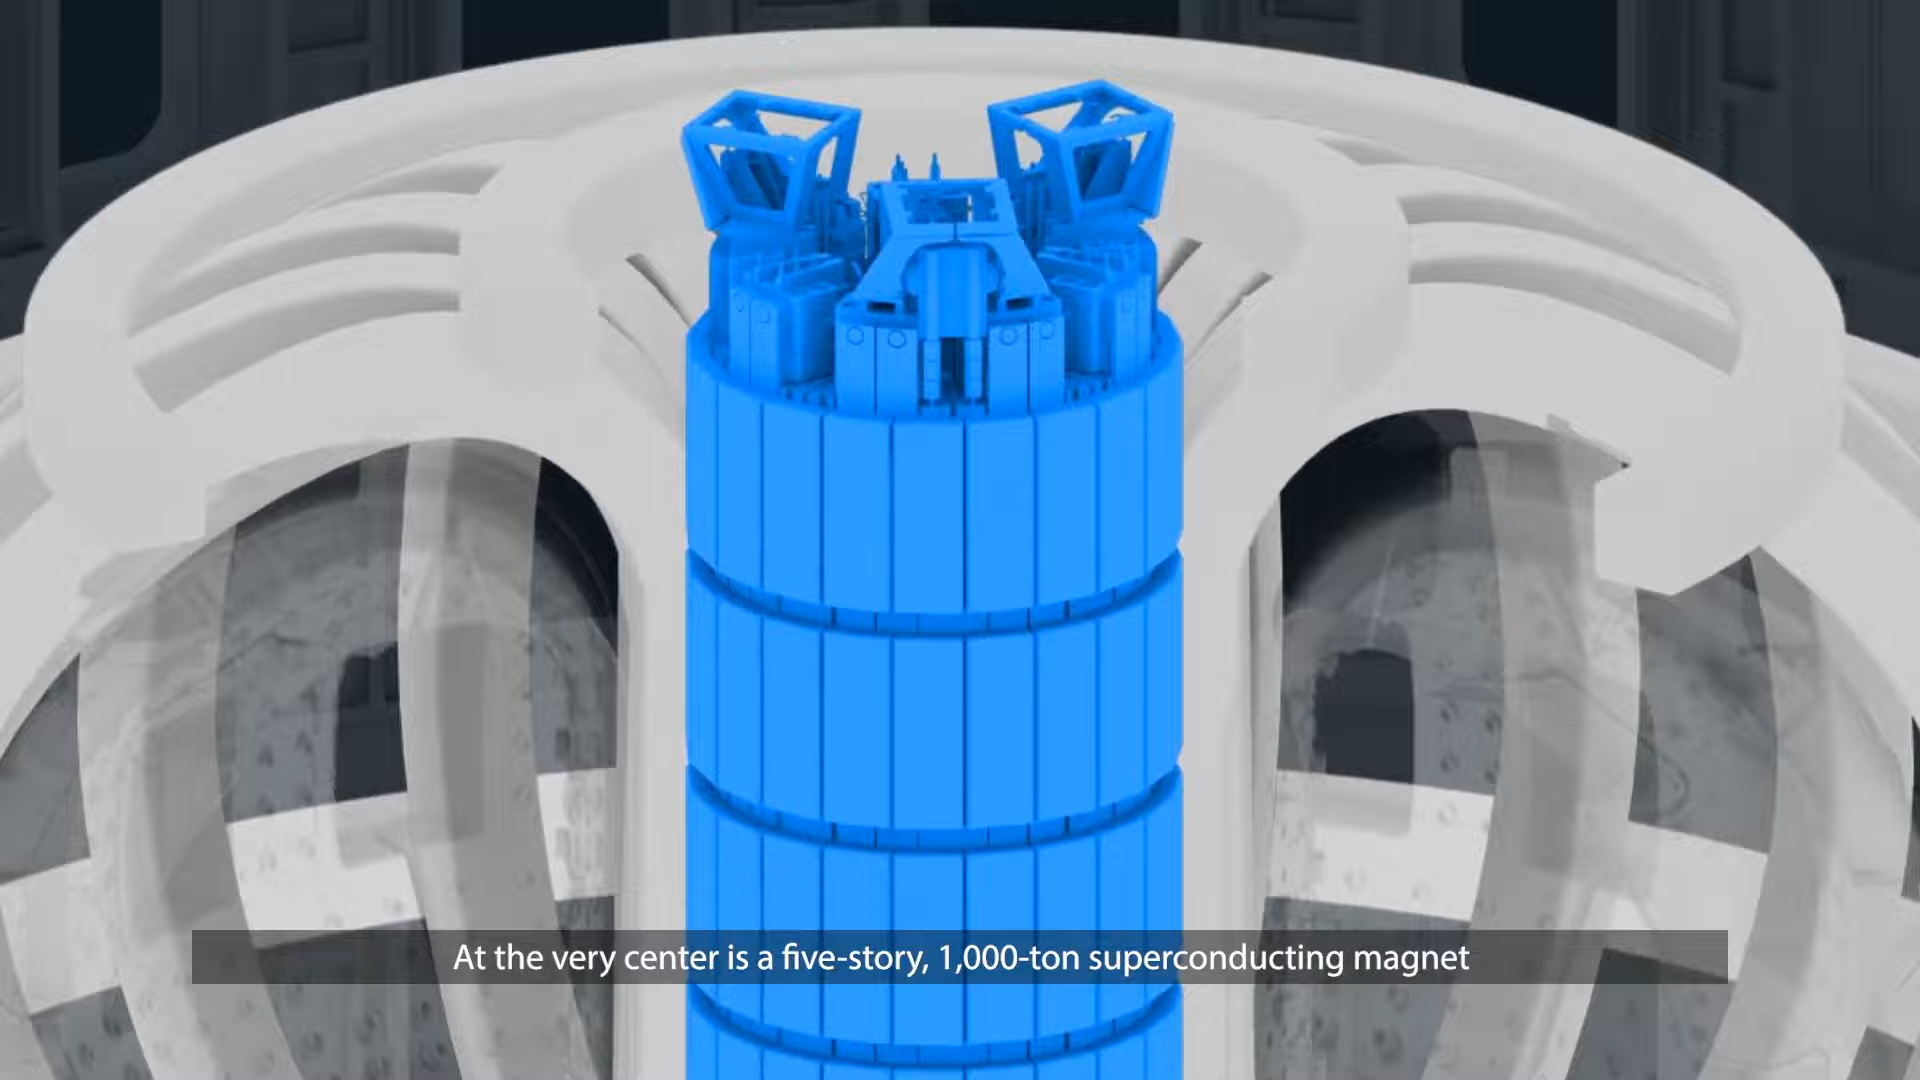 At the very center is a five-story, 1,000-ton superconducting magnet